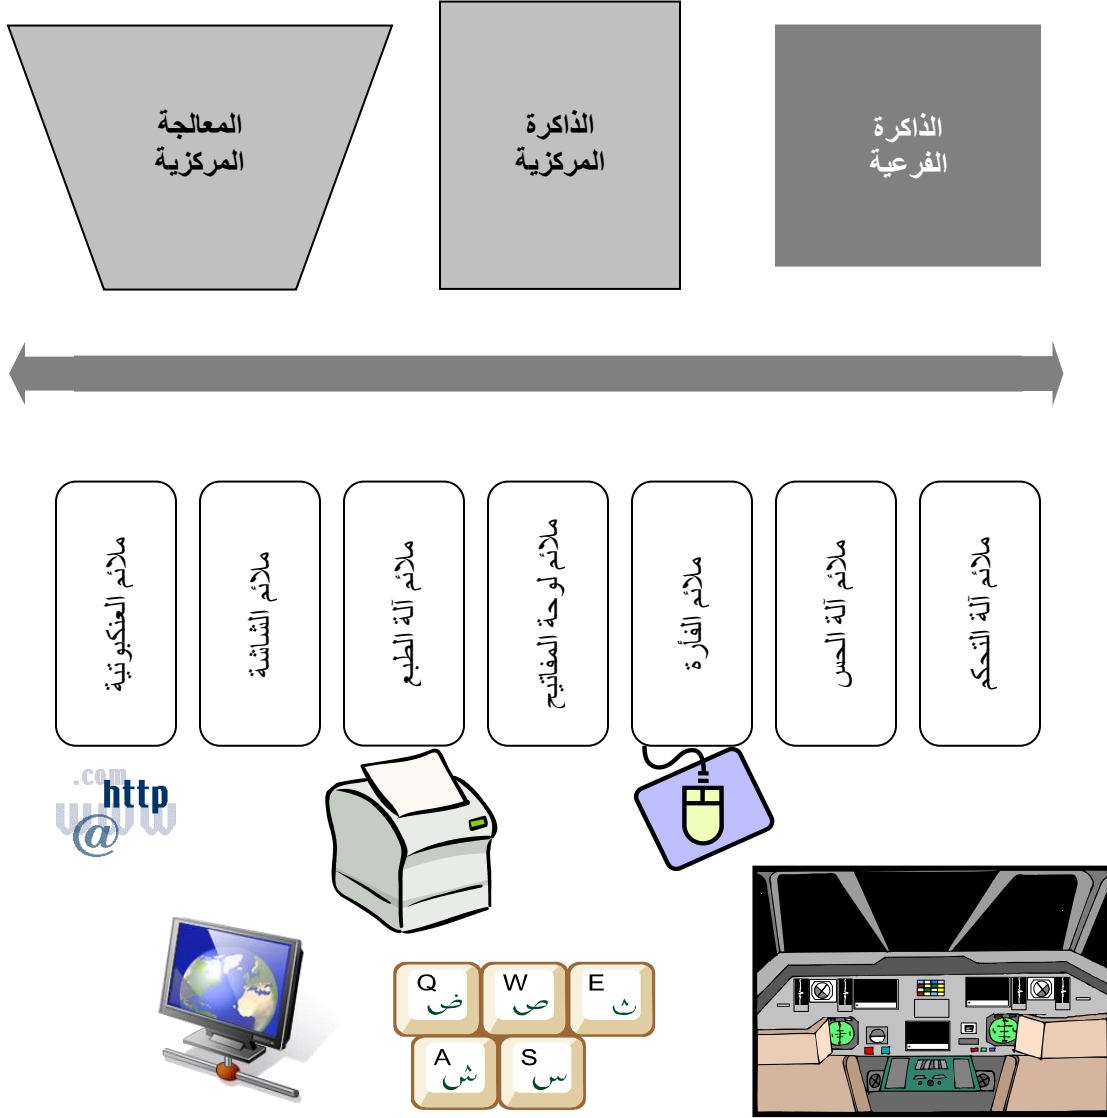 المعالجة
المركزية
الذاكرة
المركزية
الذاكرة
الفرعية
ملائم العنكبوتية
ملائم الشاشة
ملائم آلة الطبع
ملائم لوحة المفاتيح
ملائم الفأرة
ملائم آلة الحس
ملائم آلة التحكم
.com
http
www
@
Q ض
W ص
E ث
A ش
S س